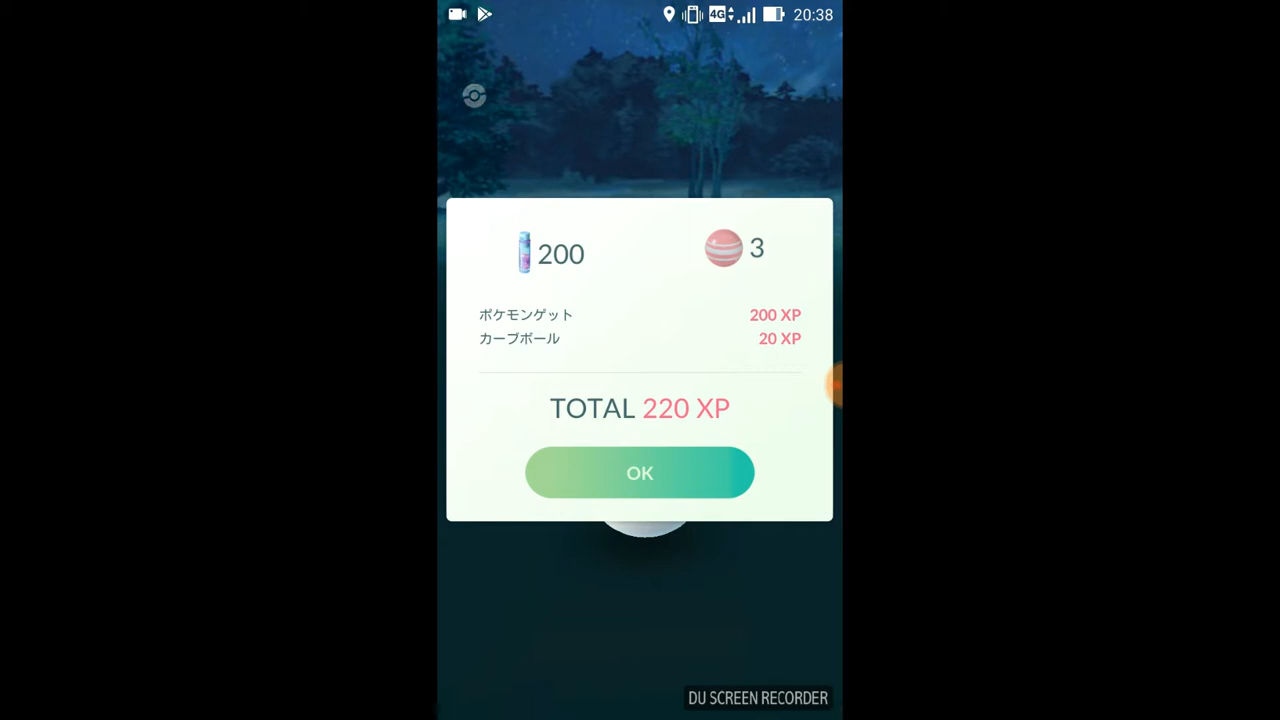 4G 20:38
200 3
ポケモンゲット 200 XP
カーブボール 20 XP
TOTAL 220 XP
OK
DU SCREEN RECORDER